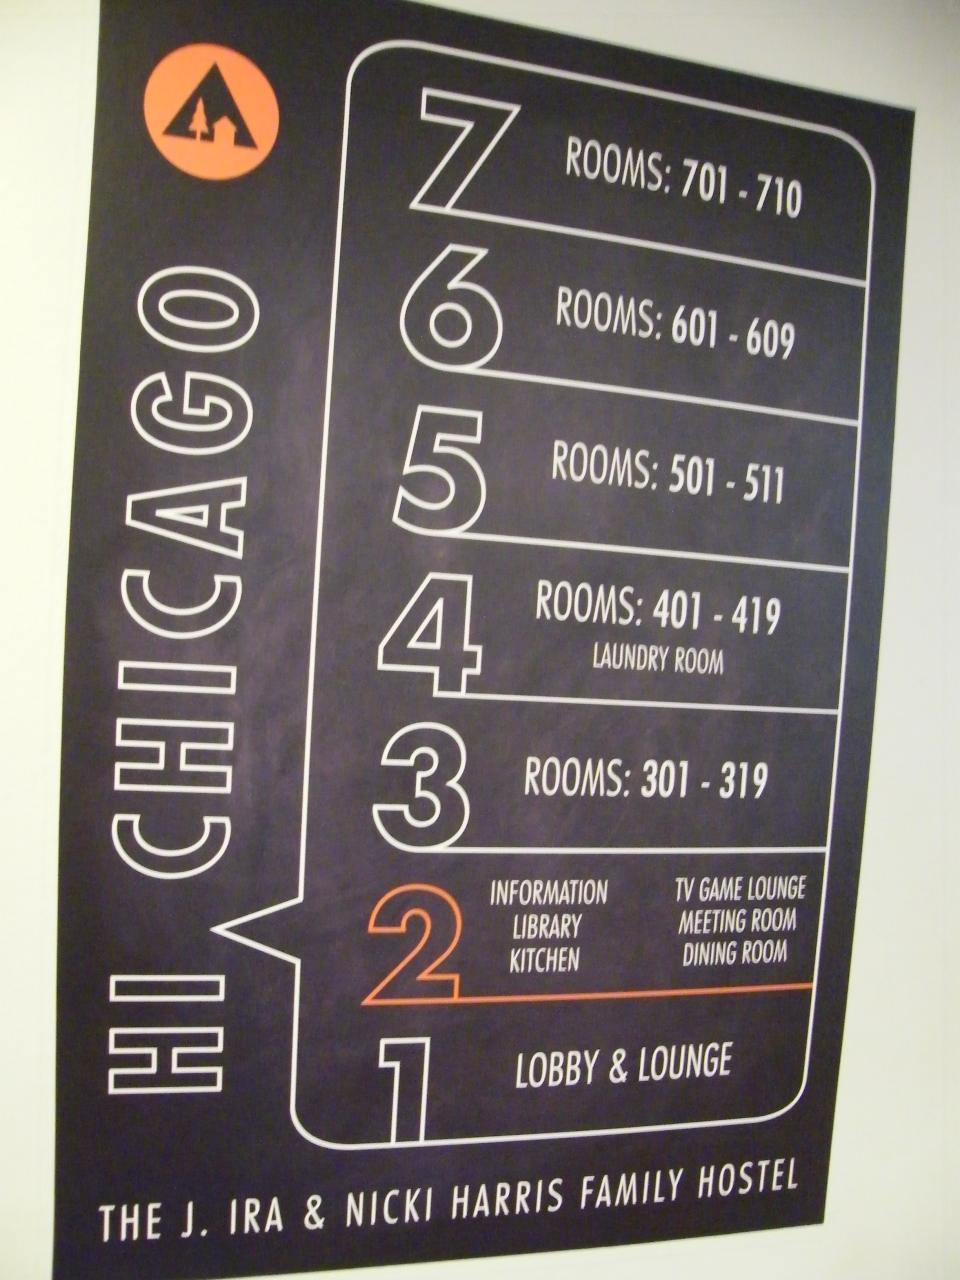 HI CHICAGO
7
ROOMS: 701 - 710
6
ROOMS: 601 - 609
5
ROOMS: 501 - 511
4
ROOMS: 401 - 419
LAUNDRY ROOM
3
ROOMS: 301 - 319
2
INFORMATION
LIBRARY
KITCHEN
TV GAME LOUNGE
MEETING ROOM
DINING ROOM
1
LOBBY & LOUNGE
THE J. IRA & NICKI HARRIS FAMILY HOSTEL